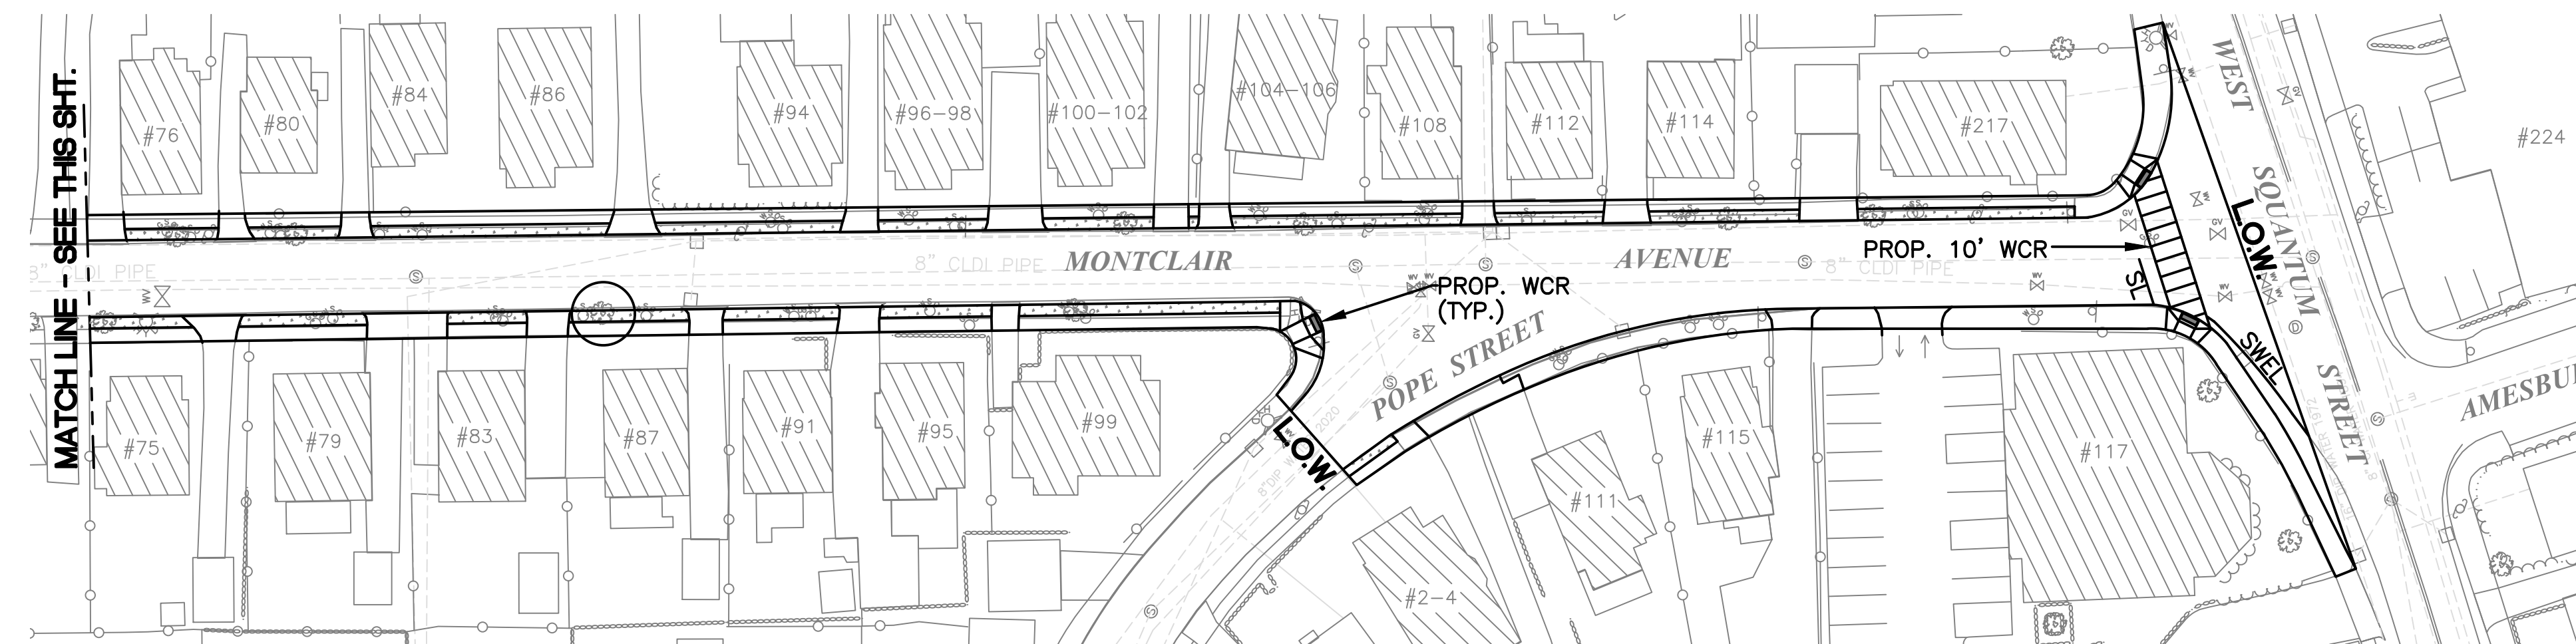 MATCH LINE - SEE THIS SHT.
#76
#80
#84
#86
#94
#96-98
#100-102
#104-106
#108
#112
#114
#217
#224
WEST
SQUANTUM
STREET
L.O.W.
8" CLDI PIPE
8" CLDI PIPE
MONTCLAIR
AVENUE
8" CLDI PIPE
PROP. 10' WCR
SL
SWEL
PROP. WCR
(TYP.)
POPE STREET
L.O.W.
8"DIP
2020
AMESBU
#75
#79
#83
#87
#91
#95
#99
#2-4
#111
#115
#117